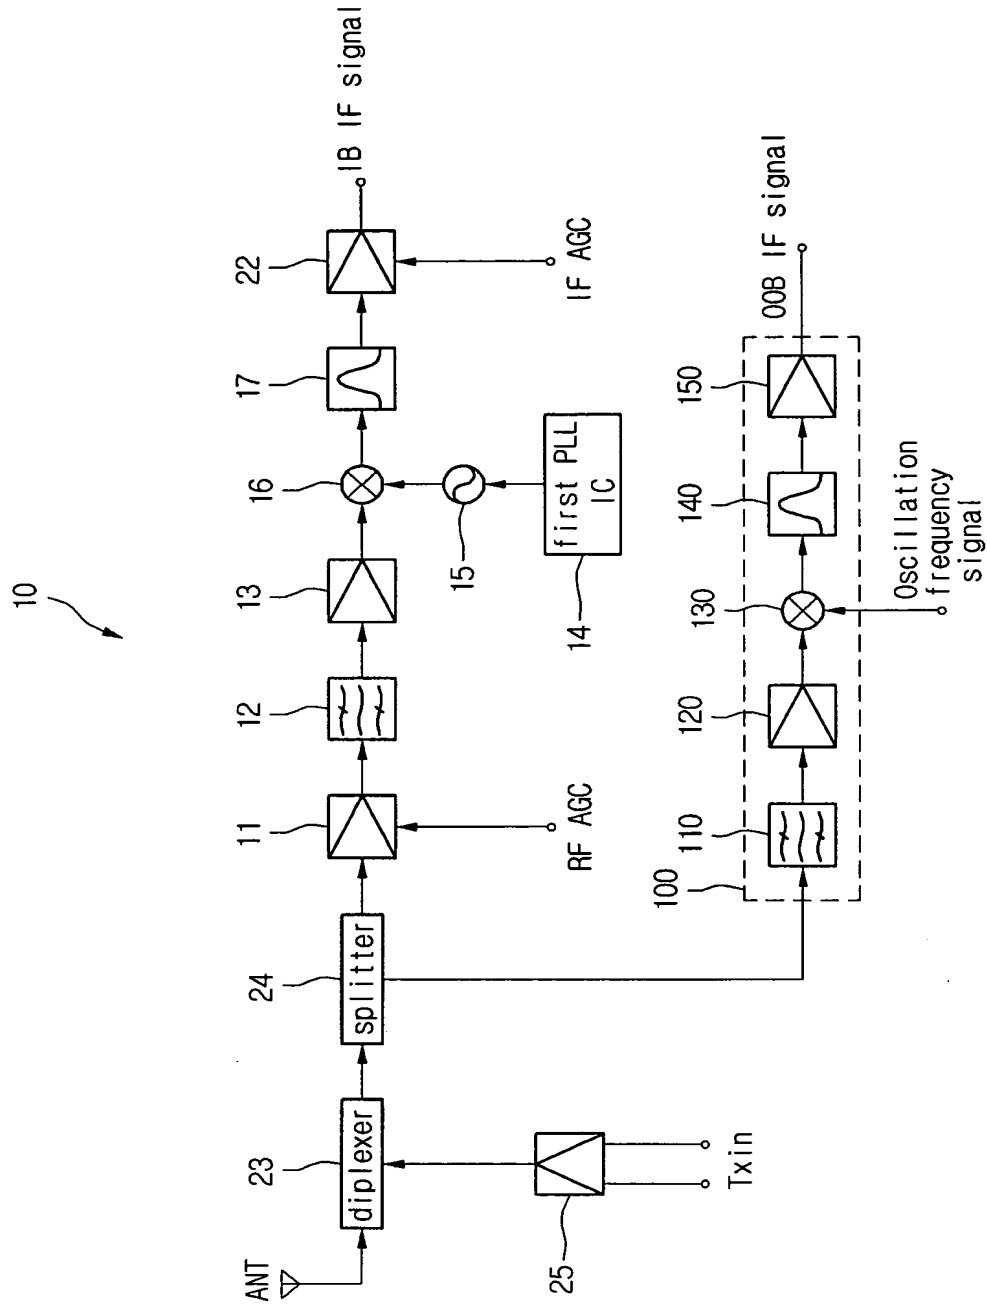 10
ANT
23
diplexer
24
splitter
11
12
13
16
17
22
IB IF signal
RF AGC
15
14
first PLL
IC
IF AGC
25
Txin
100
110
120
130
140
150
OOB IF signal
Oscillation
frequency
signal